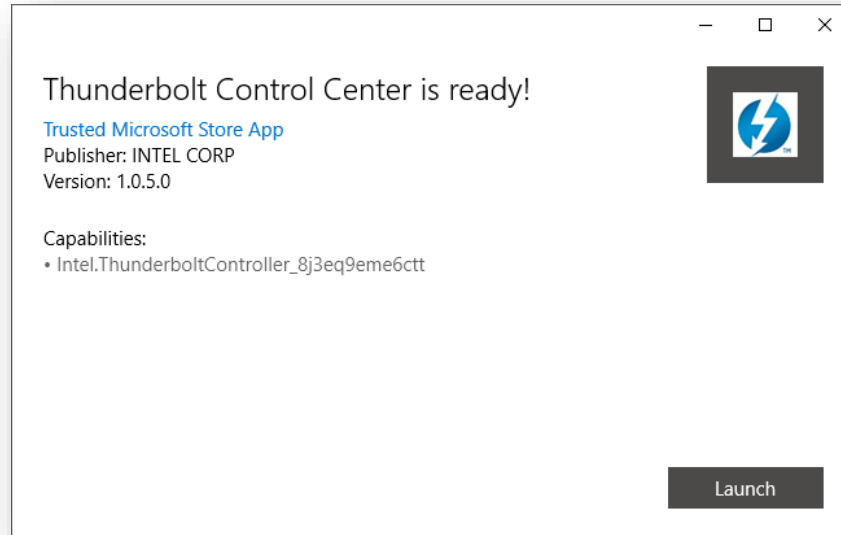 Thunderbolt Control Center is ready!
Trusted Microsoft Store App
Publisher: INTEL CORP
Version: 1.0.5.0
Capabilities:
• Intel.ThunderboltController_8j3eq9eme6ctt
TM
Launch